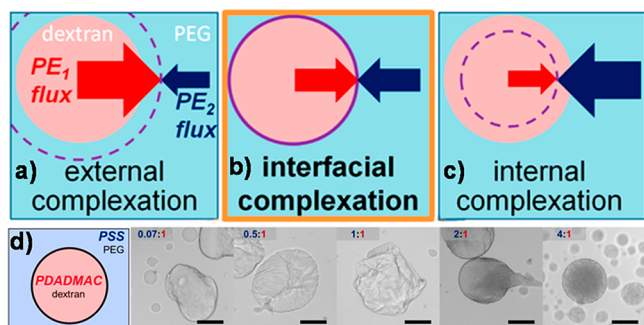 dextran
PEG
PE1
flux
PE2
flux
a)
external
complexation
b)
interfacial
complexation
c)
internal
complexation
d)
PSS
PEG
PDADMAC
dextran
0.07:1
0.5:1
1:1
2:1
4:1